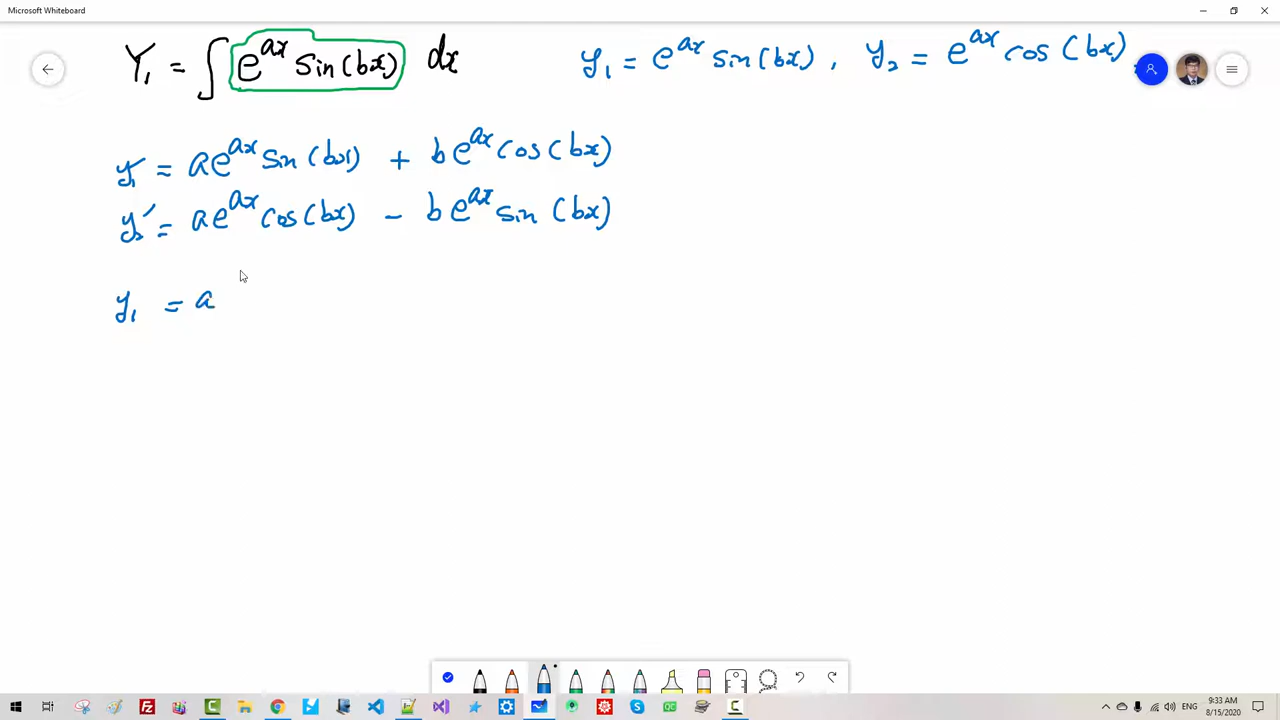 Microsoft Whiteboard
Y₁ = ∫ e^{ax} sin(bx) dx
y₁ = e^{ax} sin(bx), y₂ = e^{ax} cos(bx)
y₁' = a e^{ax} sin(bx) + b e^{ax} cos(bx)
y₂' = a e^{ax} cos(bx) - b e^{ax} sin(bx)
y₁ = a
ENG
9:33 AM
8/15/2020